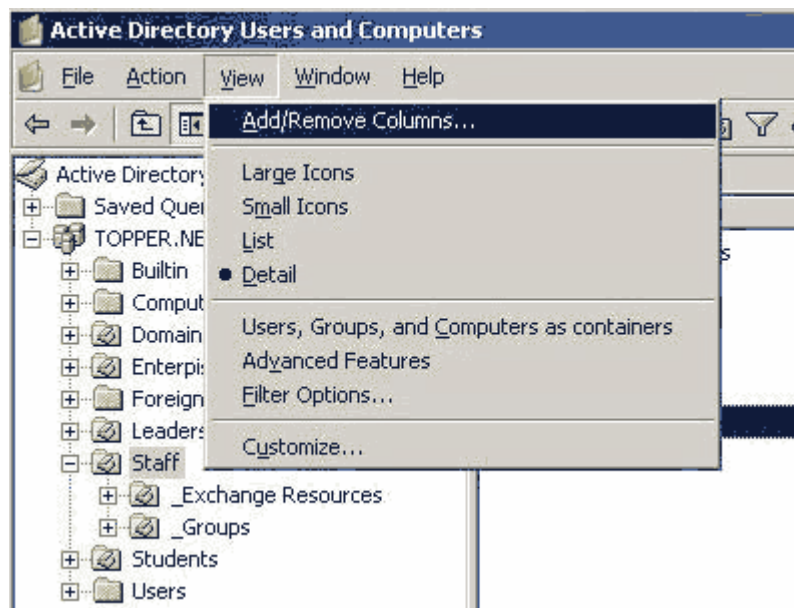 Active Directory Users and Computers
File Action View Window Help
Add/Remove Columns...
Large Icons
Small Icons
List
Detail
Users, Groups, and Computers as containers
Advanced Features
Filter Options...
Customize...
Active Directory
Saved Quer
TOPPER.NE
Builtin
Comput
Domain
Enterpri
Foreign
Leaders
Staff
_Exchange Resources
_Groups
Students
Users
s